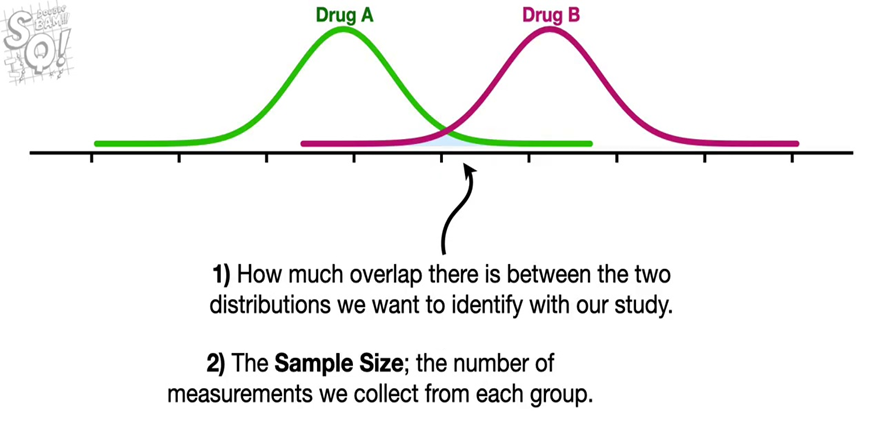 Drug A
Drug B
1) How much overlap there is between the two
distributions we want to identify with our study.
2) The Sample Size; the number of
measurements we collect from each group.